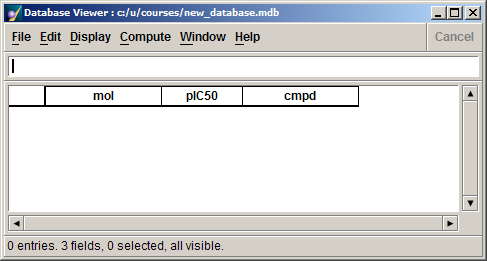 Database Viewer : c:/u/courses/new_database.mdb
File Edit Display Compute Window Help Cancel
mol pIC50 cmpd
0 entries. 3 fields, 0 selected, all visible.